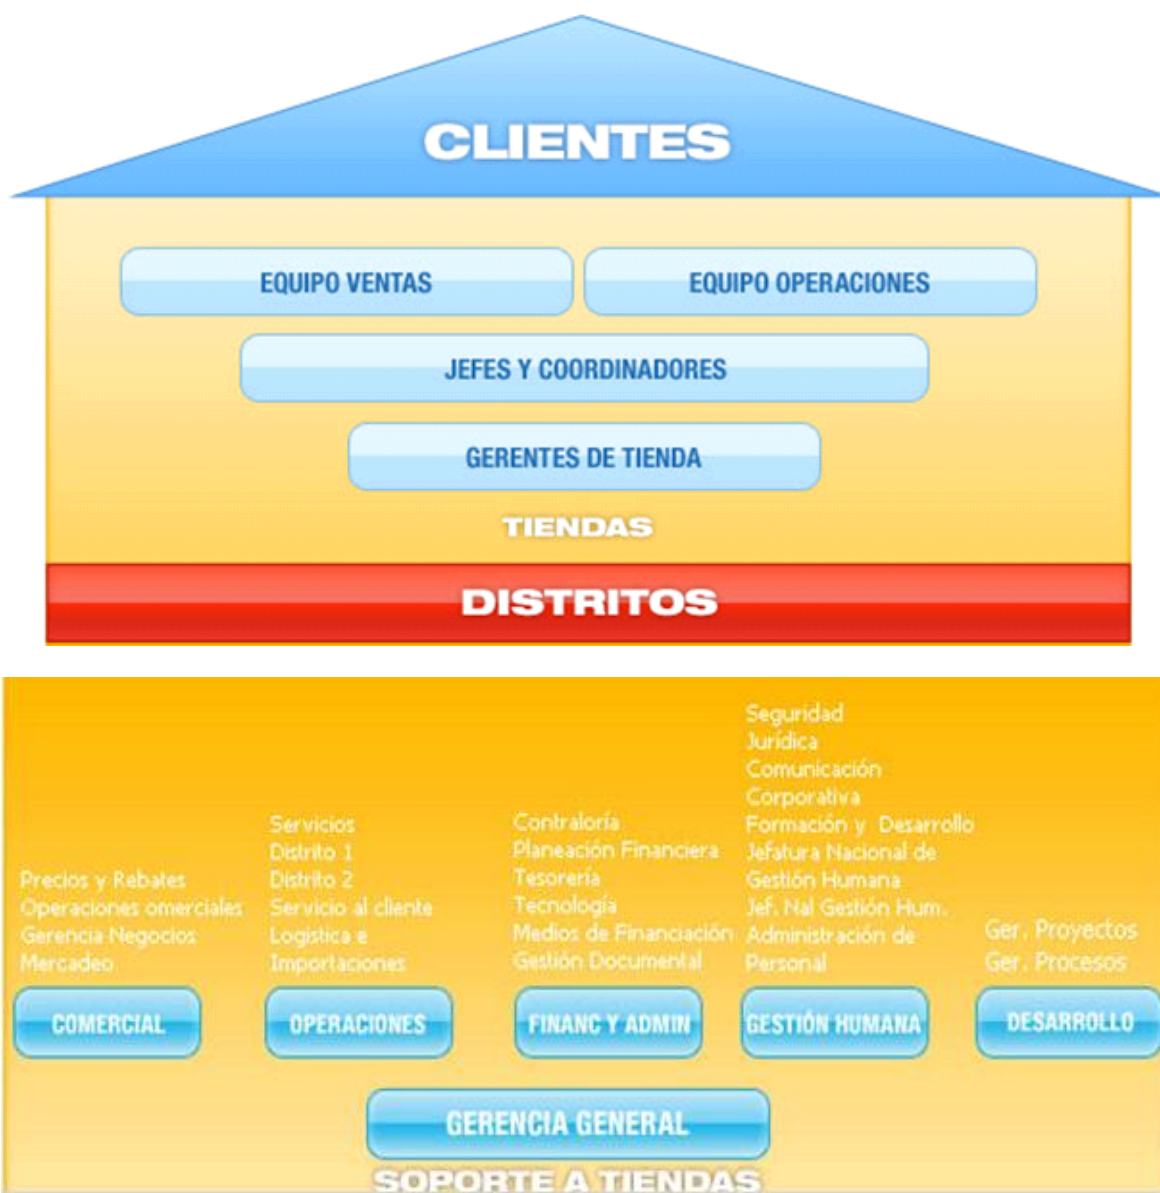 CLIENTES
EQUIPO VENTAS
EQUIPO OPERACIONES
JEFES Y COORDINADORES
GERENTES DE TIENDA
TIENDAS
DISTRITOS
Precios y Rebates
Operaciones omerciales
Gerencia Negocios
Mercadeo
COMERCIAL
Servicios
Distrito 1
Distrito 2
Servicio al cliente
Logística e
Importaciones
OPERACIONES
Contraloría
Planeación Financiera
Tesorería
Tecnología
Medios de Financiación
Gestión Documental
FINANC Y ADMIN
Seguridad
Jurídica
Comunicación
Corporativa
Formación y Desarrollo
Jefatura Nacional de
Gestión Humana
Jef. Nal Gestión Hum.
Administración de
Personal
GESTIÓN HUMANA
Ger. Proyectos
Ger. Procesos
DESARROLLO
GERENCIA GENERAL
SOPORTE A TIENDAS